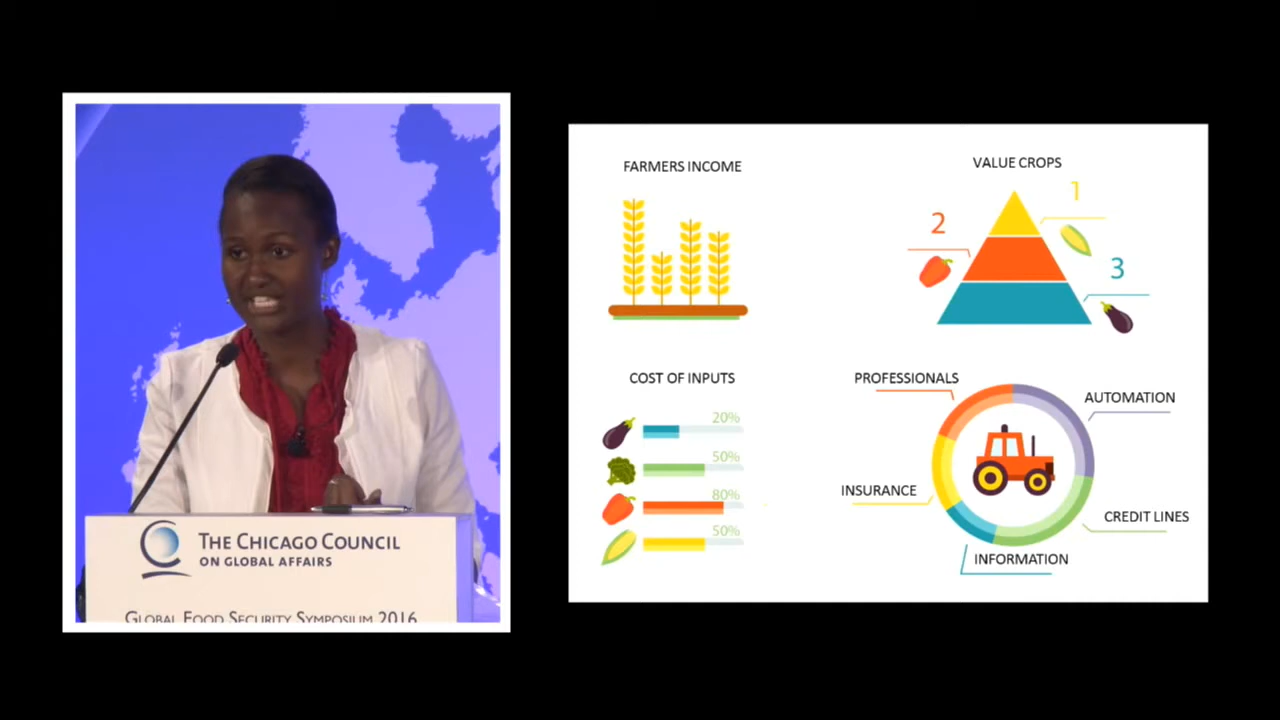 THE CHICAGO COUNCIL
ON GLOBAL AFFAIRS
GLOBAL FOOD SECURITY SYMPOSIUM 2016
FARMERS INCOME
VALUE CROPS
1
2
3
COST OF INPUTS
20%
50%
80%
50%
PROFESSIONALS
AUTOMATION
INSURANCE
CREDIT LINES
INFORMATION